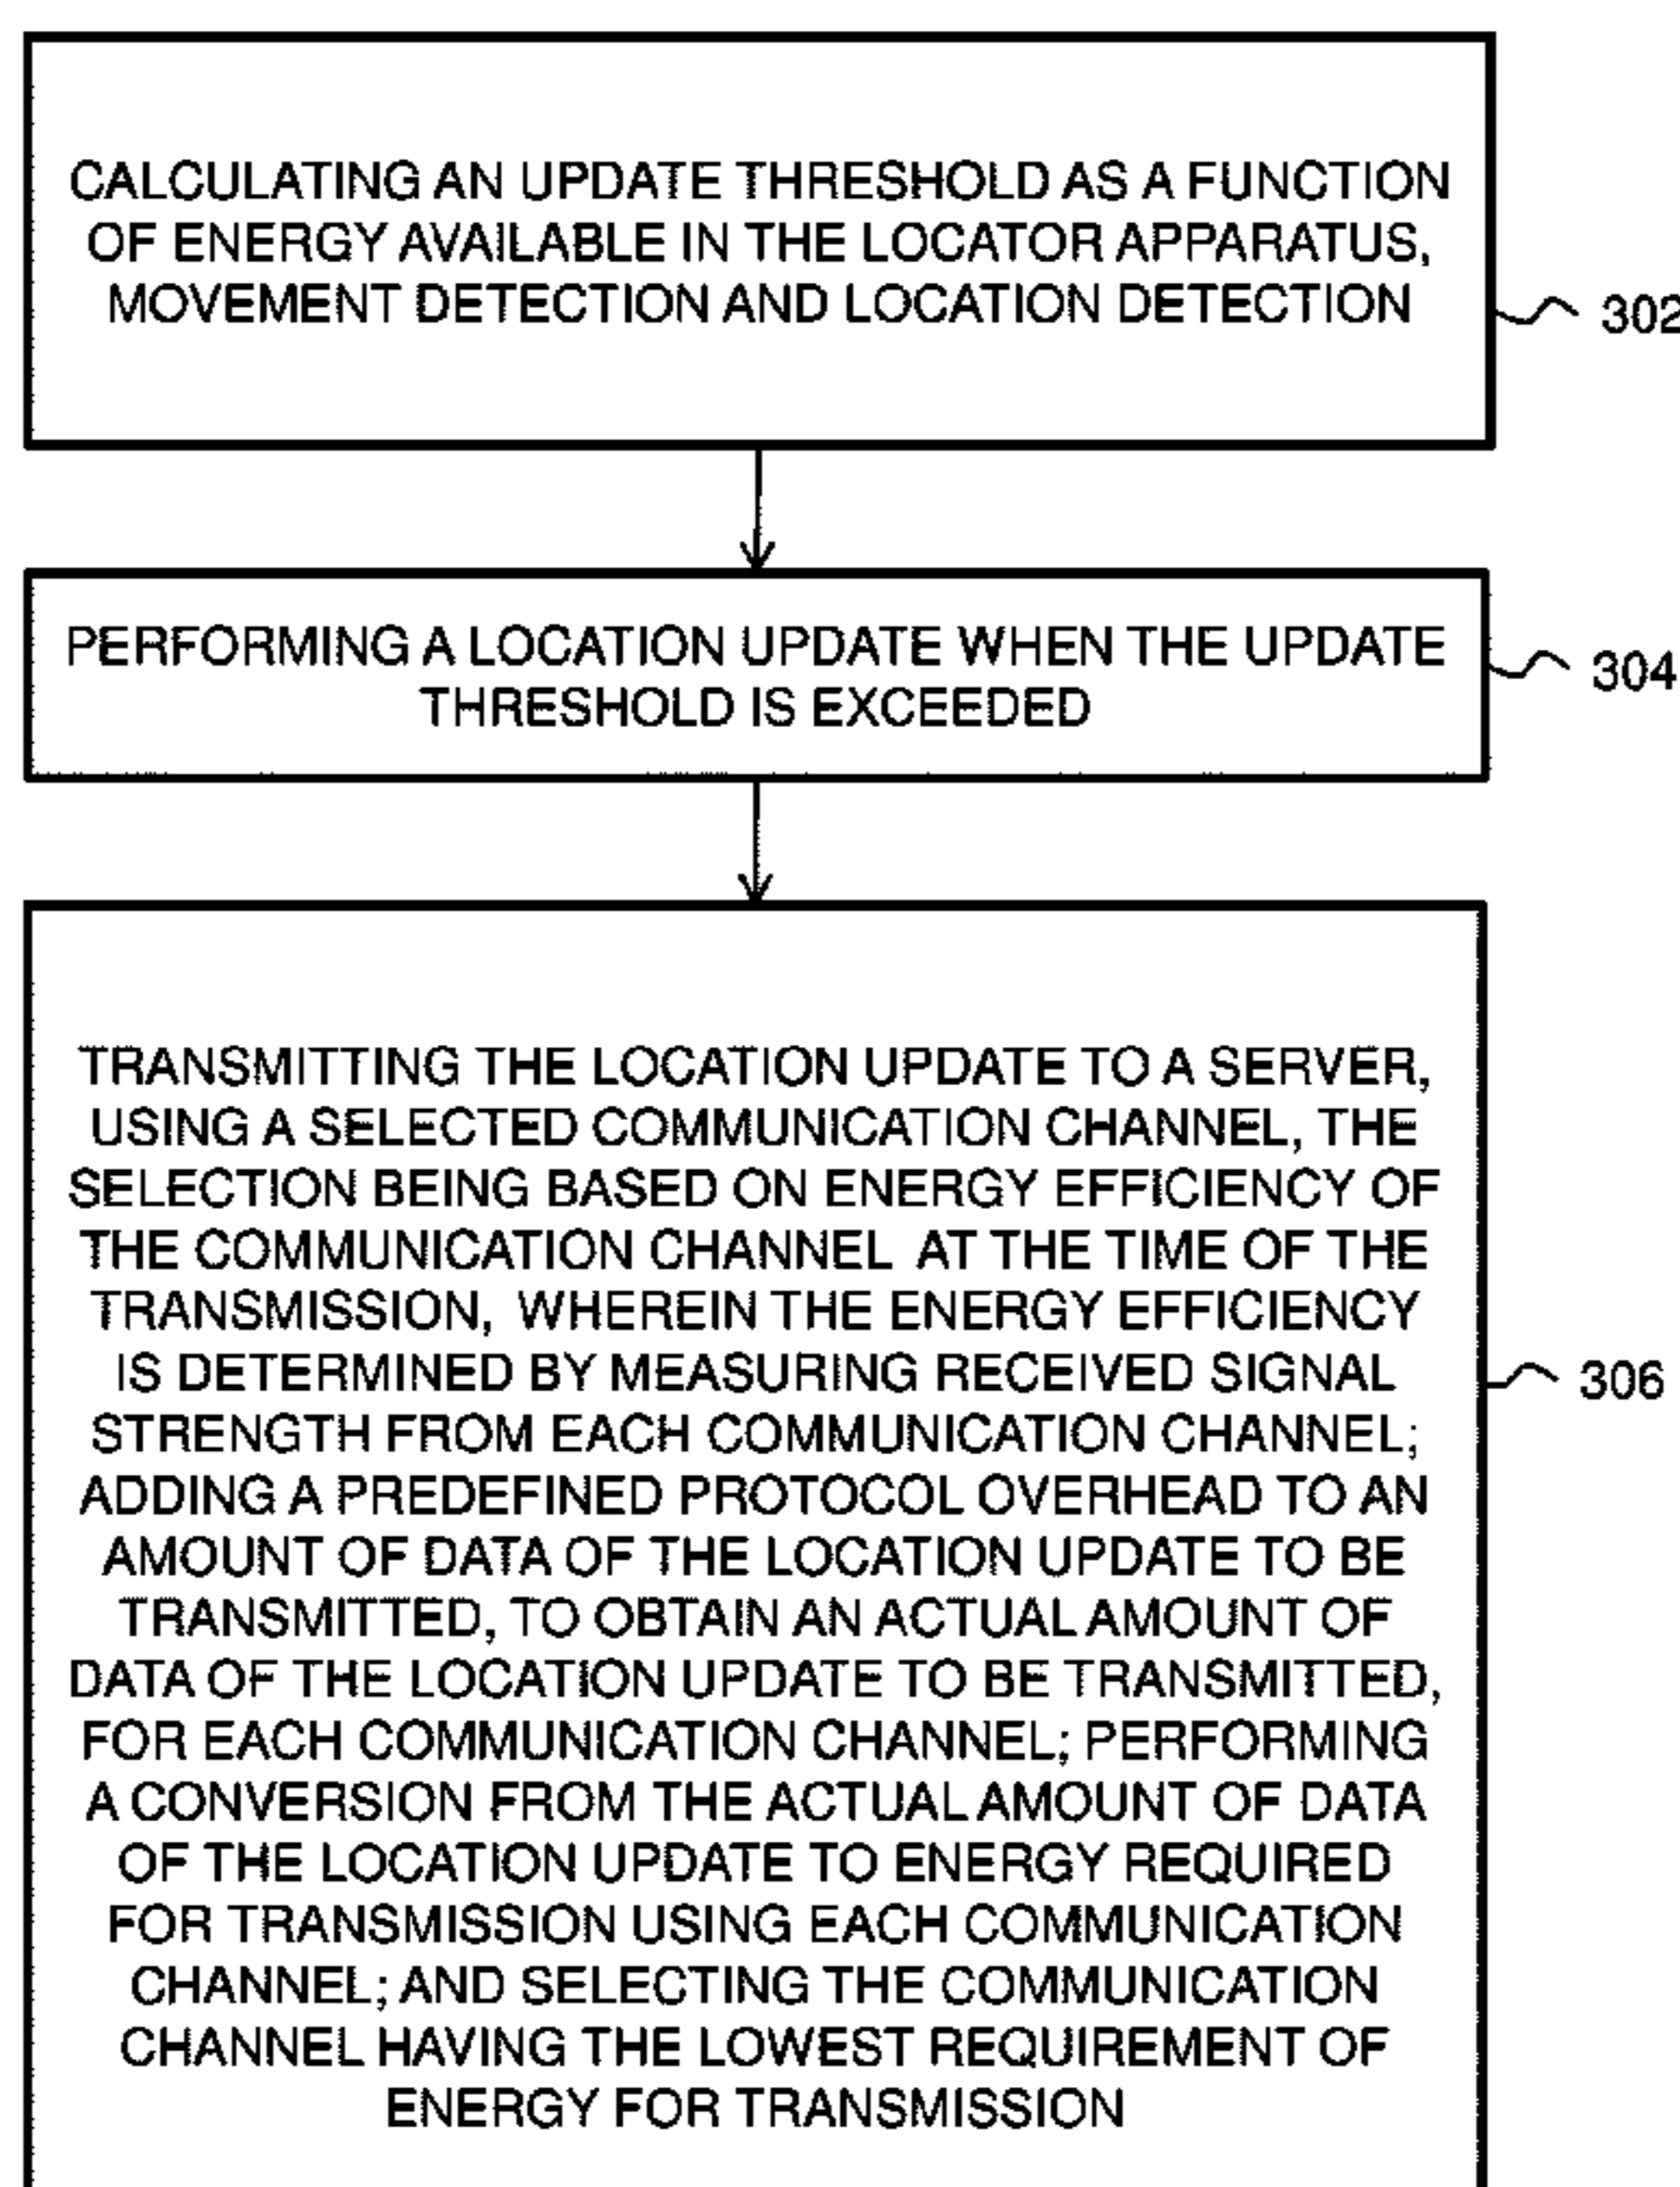 CALCULATING AN UPDATE THRESHOLD AS A FUNCTION
OF ENERGY AVAILABLE IN THE LOCATOR APPARATUS,
MOVEMENT DETECTION AND LOCATION DETECTION
302
PERFORMING A LOCATION UPDATE WHEN THE UPDATE
THRESHOLD IS EXCEEDED
304
TRANSMITTING THE LOCATION UPDATE TO A SERVER,
USING A SELECTED COMMUNICATION CHANNEL, THE
SELECTION BEING BASED ON ENERGY EFFICIENCY OF
THE COMMUNICATION CHANNEL AT THE TIME OF THE
TRANSMISSION, WHEREIN THE ENERGY EFFICIENCY
IS DETERMINED BY MEASURING RECEIVED SIGNAL
STRENGTH FROM EACH COMMUNICATION CHANNEL;
ADDING A PREDEFINED PROTOCOL OVERHEAD TO AN
AMOUNT OF DATA OF THE LOCATION UPDATE TO BE
TRANSMITTED, TO OBTAIN AN ACTUAL AMOUNT OF
DATA OF THE LOCATION UPDATE TO BE TRANSMITTED,
FOR EACH COMMUNICATION CHANNEL; PERFORMING
A CONVERSION FROM THE ACTUAL AMOUNT OF DATA
OF THE LOCATION UPDATE TO ENERGY REQUIRED
FOR TRANSMISSION USING EACH COMMUNICATION
CHANNEL; AND SELECTING THE COMMUNICATION
CHANNEL HAVING THE LOWEST REQUIREMENT OF
ENERGY FOR TRANSMISSION
306